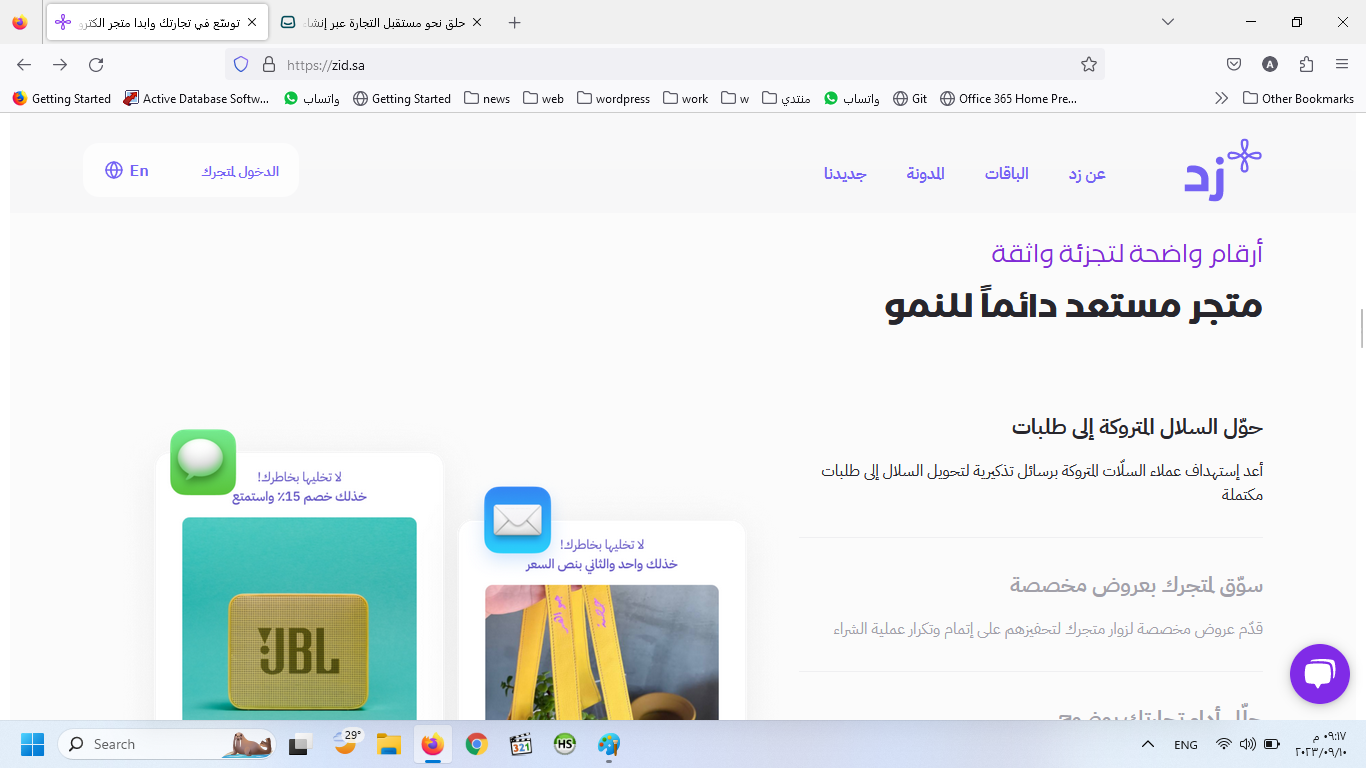 توسّع في تجارتك وابدا متجر الكترو
حلق نحو مستقبل التجارة عبر إنشاء
https://zid.sa
A
Getting Started
Active Database Softw...
واتساب
Getting Started
news
web
wordpress
work
w
منتدي
واتساب
Git
Office 365 Home Pre...
Other Bookmarks
زد
عن زد
الباقات
المدونة
جديدنا
الدخول لمتجرك
En
أرقام واضحة لتجزئة واثقة
متجر مستعد دائماً للنمو
حوّل السلال المتروكة إلى طلبات
أعد إستهداف عملاء السلّات المتروكة برسائل تذكيرية لتحويل السلال إلى طلبات
مكتملة
سوّق لمتجرك بعروض مخصصة
قدّم عروض مخصصة لزوار متجرك لتحفيزهم على إتمام وتكرار عملية الشراء
حلّل أداء تجارتك بوضوح
لا تخليها بخاطرك!
خذلك واحد والثاني بنص السعر
لا تخليها بخاطرك!
خذلك خصم 15٪ واستمتع
JBL
Search
29°
321
HS
ENG
٠٩:١٧ م
٢٠٢٣/٠٩/١٠